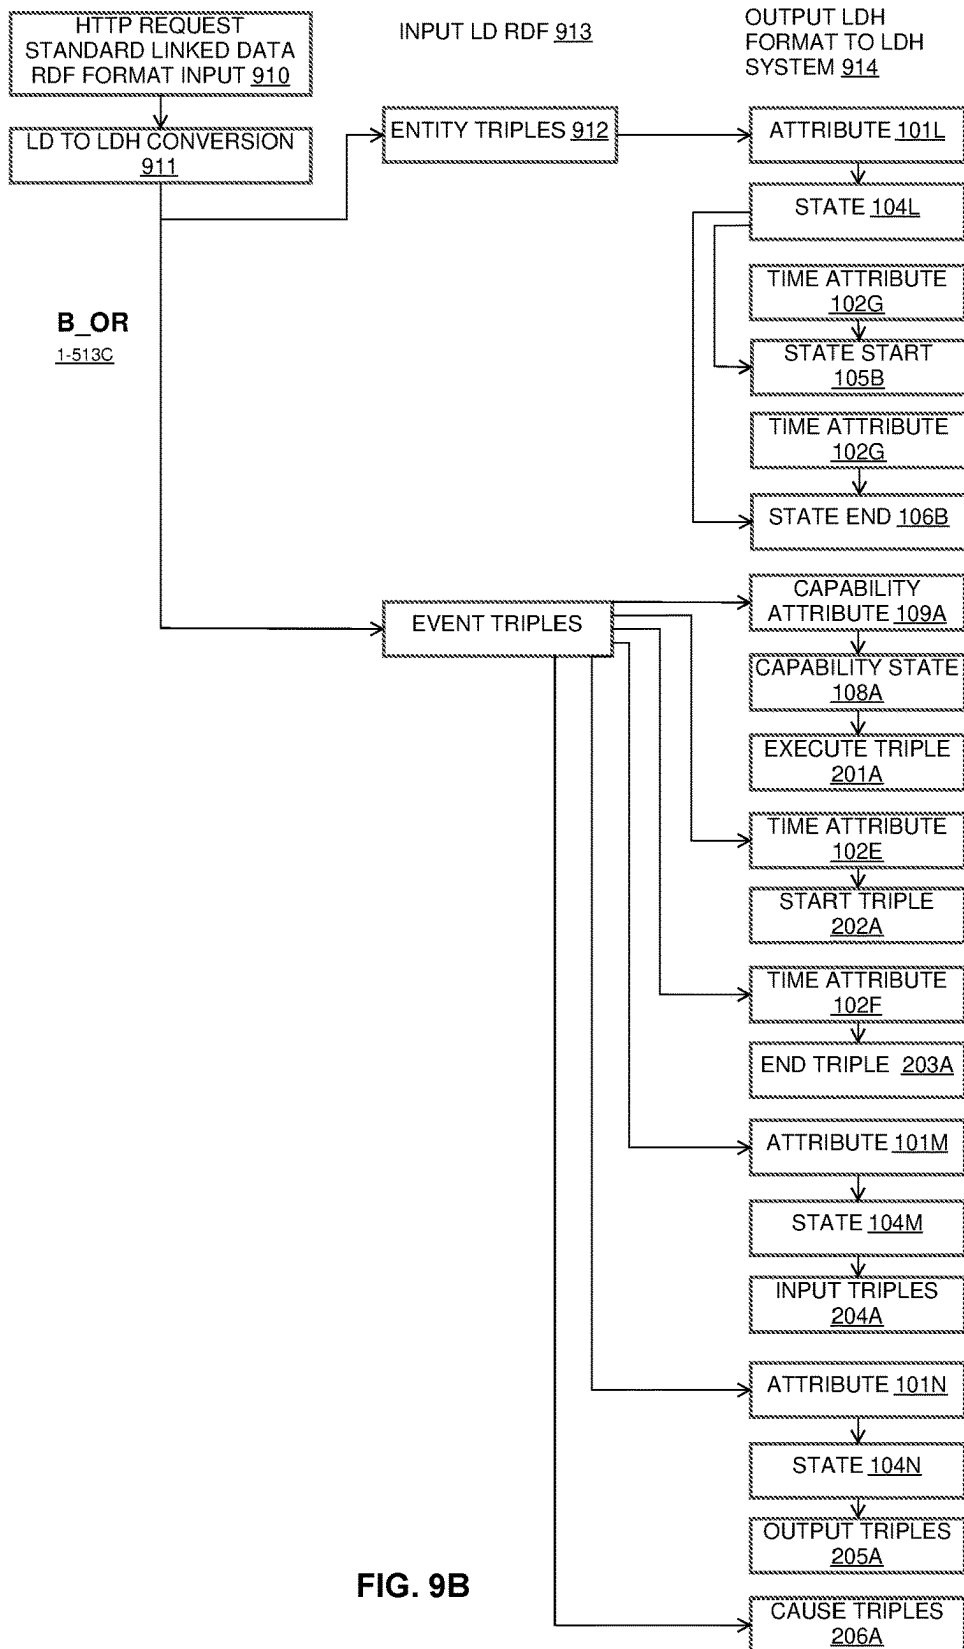 HTTP REQUEST
STANDARD LINKED DATA
RDF FORMAT INPUT 910
INPUT LD RDF 913
OUTPUT LDH
FORMAT TO LDH
SYSTEM 914
LD TO LDH CONVERSION
911
ENTITY TRIPLES 912
ATTRIBUTE 101L
STATE 104L
TIME ATTRIBUTE
102G
B_OR
1-513C
STATE START
105B
TIME ATTRIBUTE
102G
STATE END 106B
EVENT TRIPLES
CAPABILITY
ATTRIBUTE 109A
CAPABILITY STATE
108A
EXECUTE TRIPLE
201A
TIME ATTRIBUTE
102E
START TRIPLE
202A
TIME ATTRIBUTE
102F
END TRIPLE 203A
ATTRIBUTE 101M
STATE 104M
INPUT TRIPLES
204A
ATTRIBUTE 101N
STATE 104N
OUTPUT TRIPLES
205A
FIG. 9B
CAUSE TRIPLES
206A